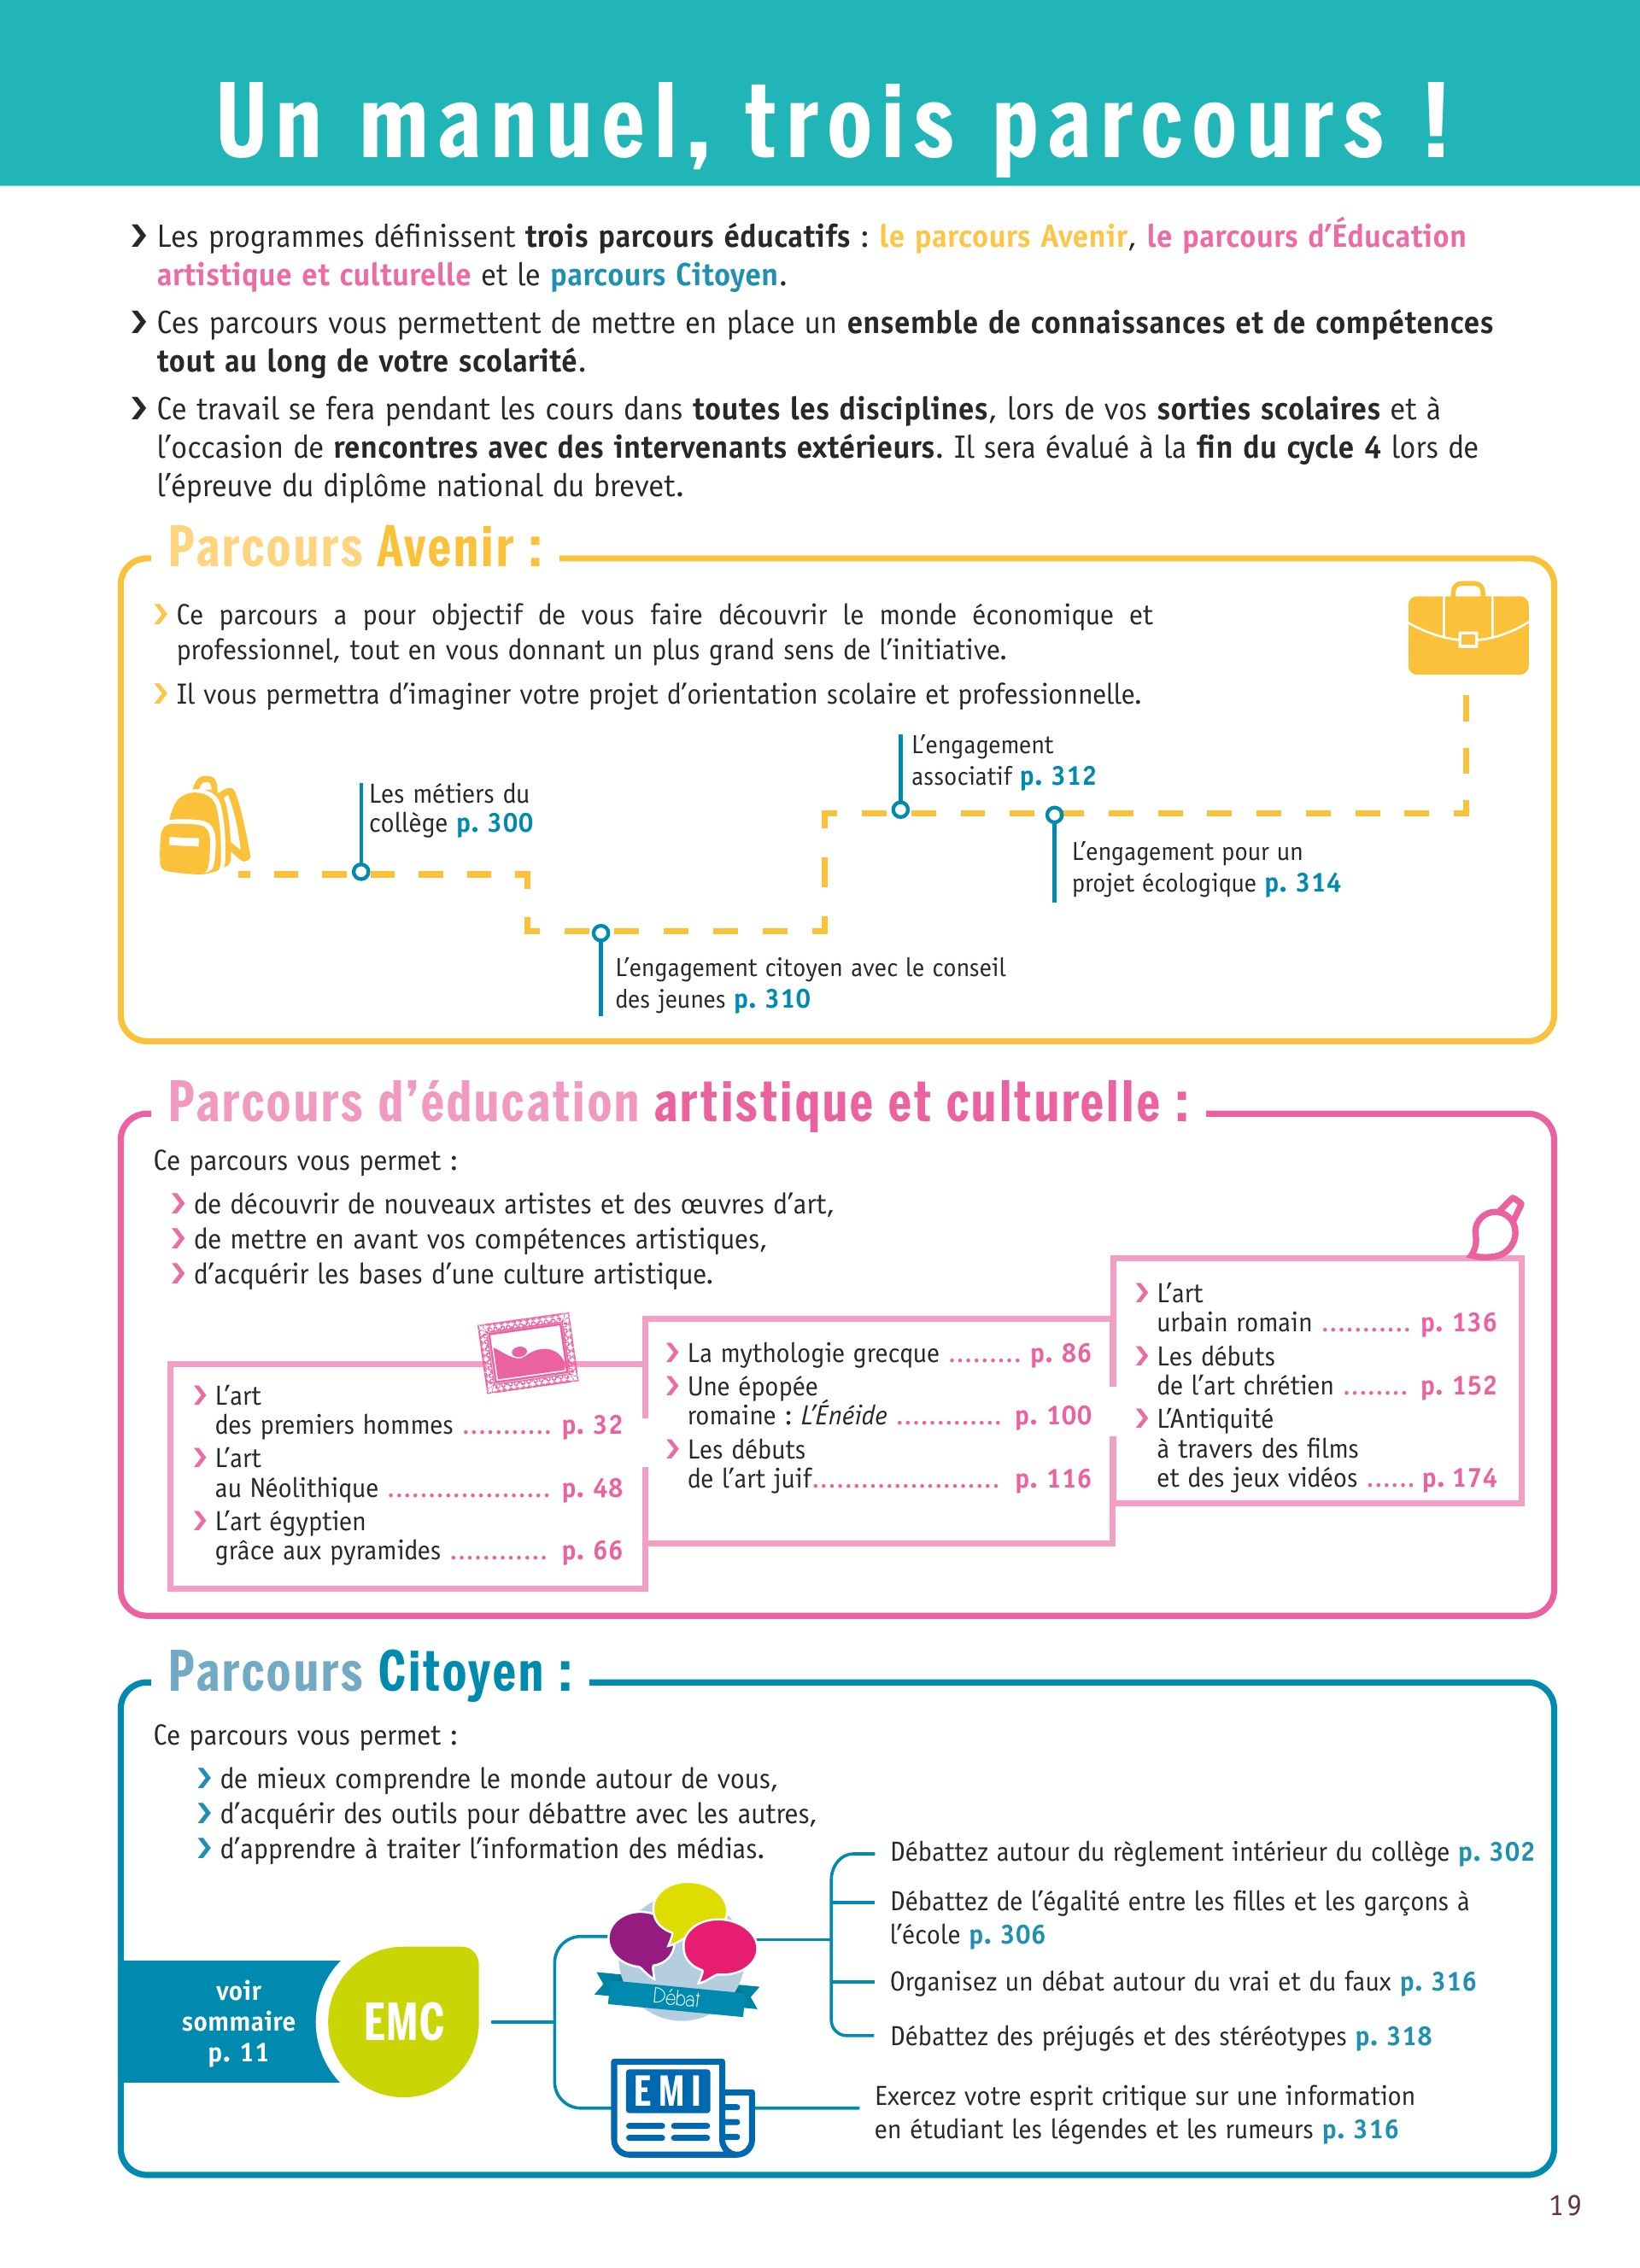 Un manuel, trois parcours !
❯ Les programmes définissent trois parcours éducatifs : le parcours Avenir, le parcours d’Éducation
artistique et culturelle et le parcours Citoyen.
❯ Ces parcours vous permettent de mettre en place un ensemble de connaissances et de compétences
tout au long de votre scolarité.
❯ Ce travail se fera pendant les cours dans toutes les disciplines, lors de vos sorties scolaires et à
l’occasion de rencontres avec des intervenants extérieurs. Il sera évalué à la fin du cycle 4 lors de
l’épreuve du diplôme national du brevet.
Parcours Avenir :
❯ Ce parcours a pour objectif de vous faire découvrir le monde économique et
professionnel, tout en vous donnant un plus grand sens de l’initiative.
❯ Il vous permettra d’imaginer votre projet d’orientation scolaire et professionnelle.
Les métiers du
collège p. 300
L’engagement citoyen avec le conseil
des jeunes p. 310
L’engagement
associatif p. 312
L’engagement pour un
projet écologique p. 314
Parcours d’éducation artistique et culturelle :
Ce parcours vous permet :
❯ de découvrir de nouveaux artistes et des œuvres d’art,
❯ de mettre en avant vos compétences artistiques,
❯ d’acquérir les bases d’une culture artistique.
❯ L’art
des premiers hommes ........... p. 32
❯ L’art
au Néolithique .................... p. 48
❯ L’art égyptien
grâce aux pyramides ............ p. 66
❯ La mythologie grecque ......... p. 86
❯ Une épopée
romaine : L’Énéide ............. p. 100
❯ Les débuts
de l’art juif....................... p. 116
❯ L’art
urbain romain ........... p. 136
❯ Les débuts
de l’art chrétien ........ p. 152
❯ L’Antiquité
à travers des films
et des jeux vidéos ...... p. 174
Parcours Citoyen :
Ce parcours vous permet :
❯ de mieux comprendre le monde autour de vous,
❯ d’acquérir des outils pour débattre avec les autres,
❯ d’apprendre à traiter l’information des médias.
voir
sommaire
p. 11
EMC
Débat
Débattez autour du règlement intérieur du collège p. 302
Débattez de l’égalité entre les filles et les garçons à
l’école p. 306
Organisez un débat autour du vrai et du faux p. 316
Débattez des préjugés et des stéréotypes p. 318
EMI
Exercez votre esprit critique sur une information
en étudiant les légendes et les rumeurs p. 316
19